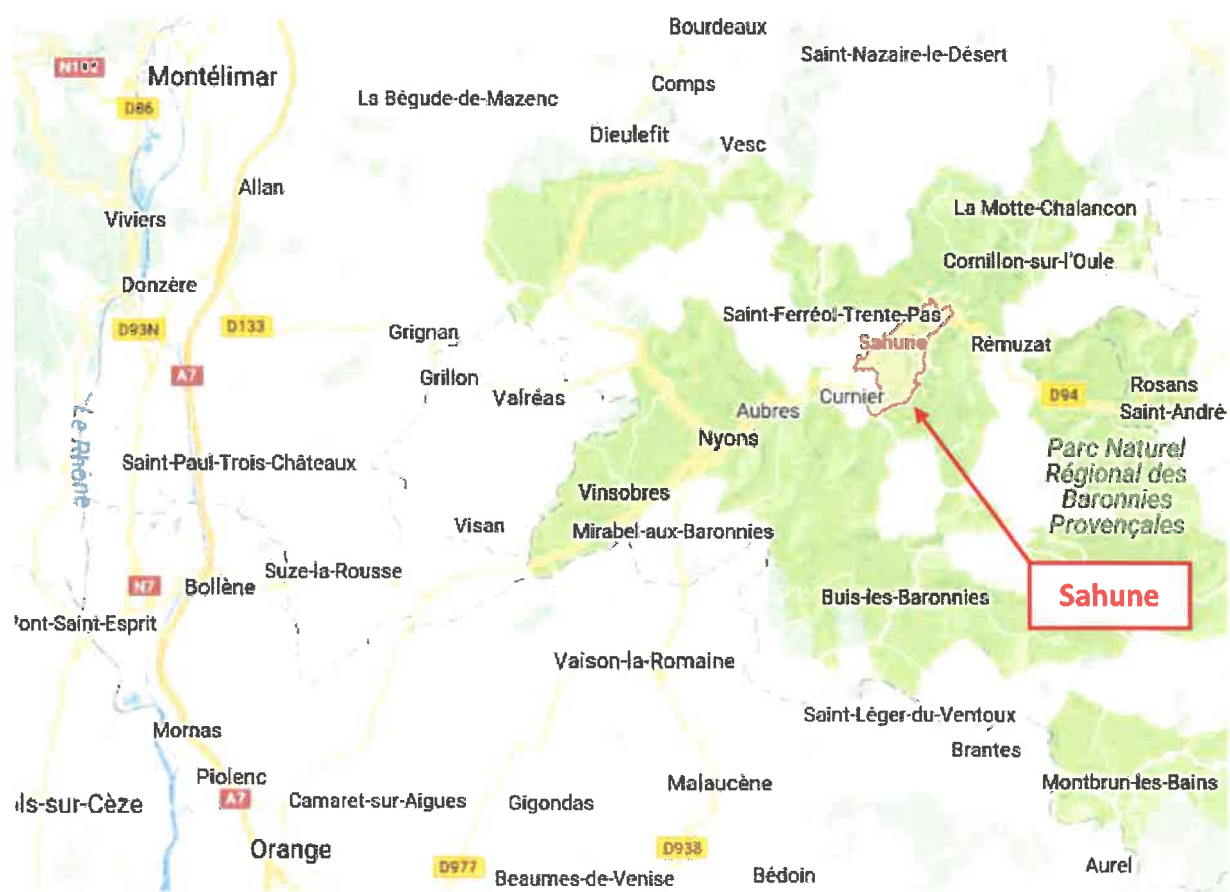 Bourdeaux
Saint-Nazaire-le-Désert
N102
Montélimar
Comps
La Bégude-de-Mazenc
D86
Dieulefit
Vesc
Allan
Viviers
La Motte-Chalancon
Cornillon-sur-l'Oule
Donzère
Saint-Ferréol-Trente-Pas
D93N
D133
Grignan
Sahune
Rémuzat
A7
Grillon
Valréas
Curnier
D94
Rosans
Aubres
Saint-André
Nyons
Le Rhône
Saint-Paul-Trois-Châteaux
Parc Naturel
Régional des
Baronnies
Provençales
Vinsobres
Visan
Mirabel-aux-Baronnies
N7
Bollène
Suze-la-Rousse
Buis-les-Baronnies
Sahune
Pont-Saint-Esprit
Vaison-la-Romaine
Saint-Léger-du-Ventoux
Mornas
Brantes
Piolenc
Malaucène
Montbrun-les-Bains
A7
ls-sur-Cèze
Camaret-sur-Aigues
Gigondas
Orange
D977
D938
Beaumes-de-Venise
Bédoin
Aurel